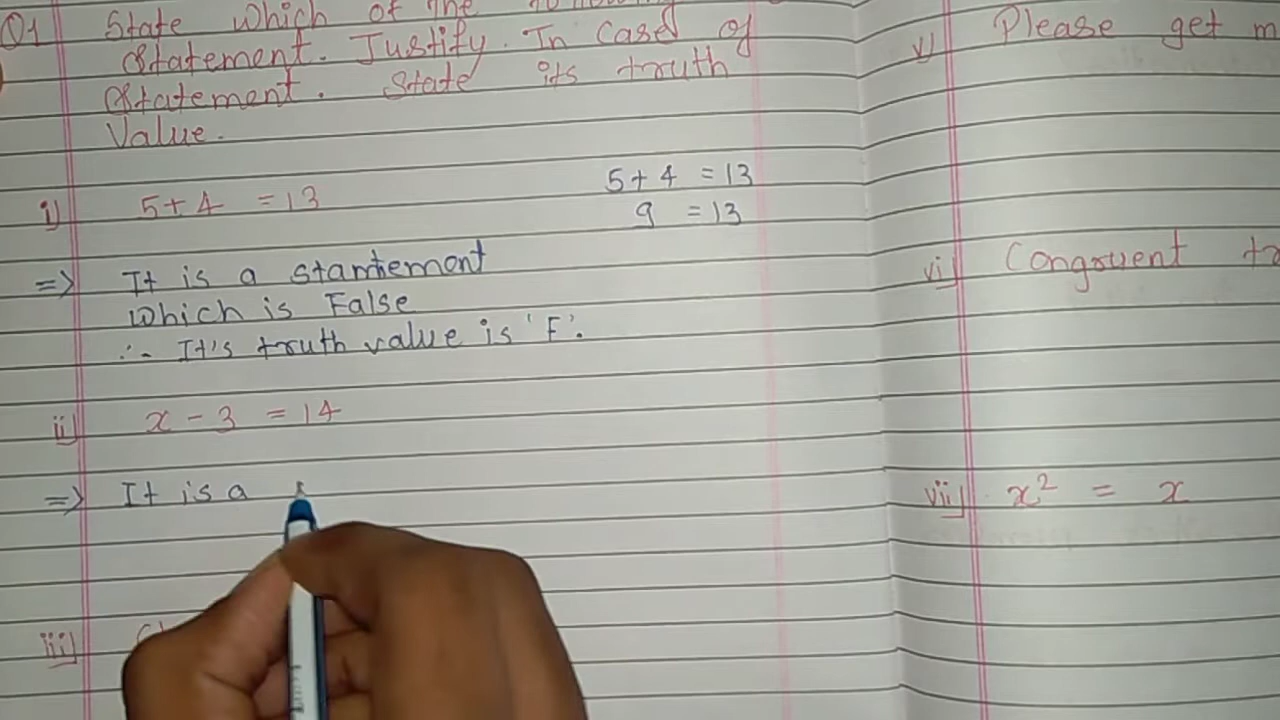 Q1 State which of the
Statement. Justify. In Case of
Statement. State its truth
Value.
i) 5+4 =13
5+4 =13
9 =13
=> It is a stamtement
Which is False
∴ It's truth value is 'F'.
ii) x - 3 = 14
=> It is a
iii)
v) Please get m
vi) Congruent
vii) x² = x